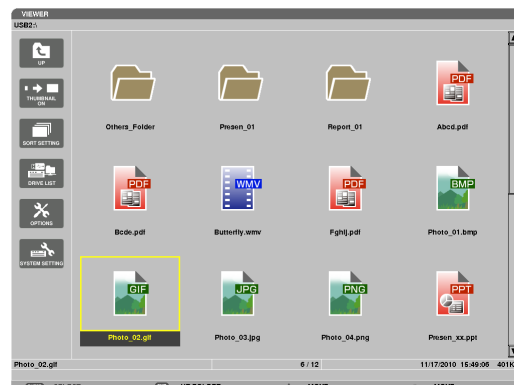 VIEWER
USB2:\
UP
THUMBNAIL
ON
SORT SETTING
DRIVE LIST
OPTIONS
SYSTEM SETTING
Others_Folder
Presen_01
Report_01
PDF
Abcd.pdf
PDF
Bcde.pdf
WMV
Butterfly.wmv
PDF
Fghij.pdf
BMP
Photo_01.bmp
GIF
Photo_02.gif
JPG
Photo_03.jpg
PNG
Photo_04.png
PPT
Presen_xx.ppt
Photo_02.gif
6 / 12
11/17/2010 15:49:06 401K